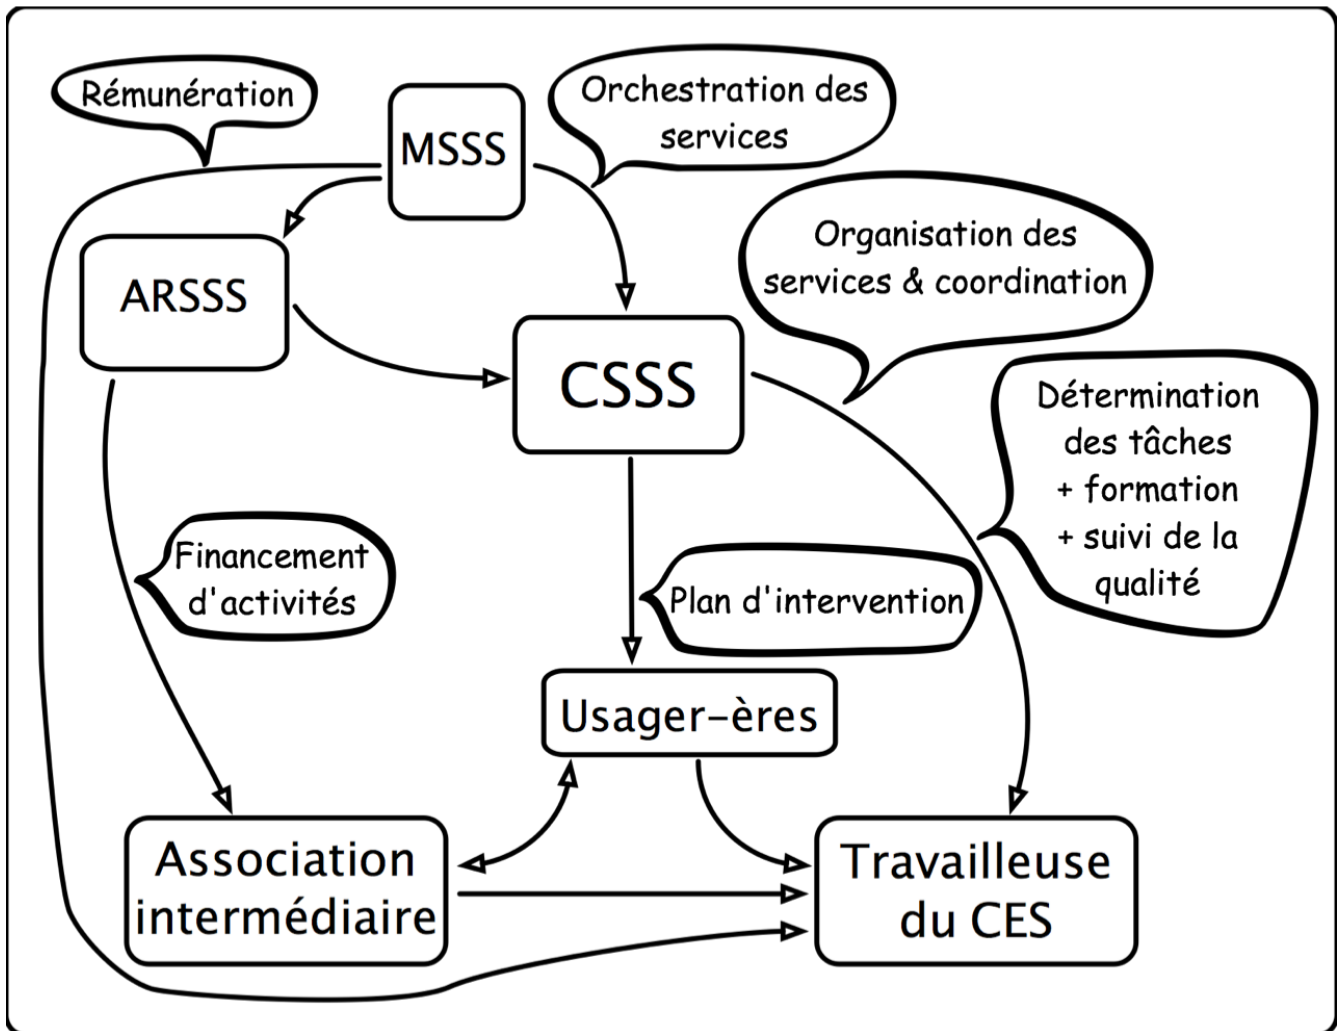 Rémunération
MSSS
Orchestration des
services
ARSSS
Organisation des
services & coordination
CSSS
Détermination
des tâches
+ formation
+ suivi de la
qualité
Financement
d'activités
Plan d'intervention
Usager-ères
Association
intermédiaire
Travailleuse
du CES